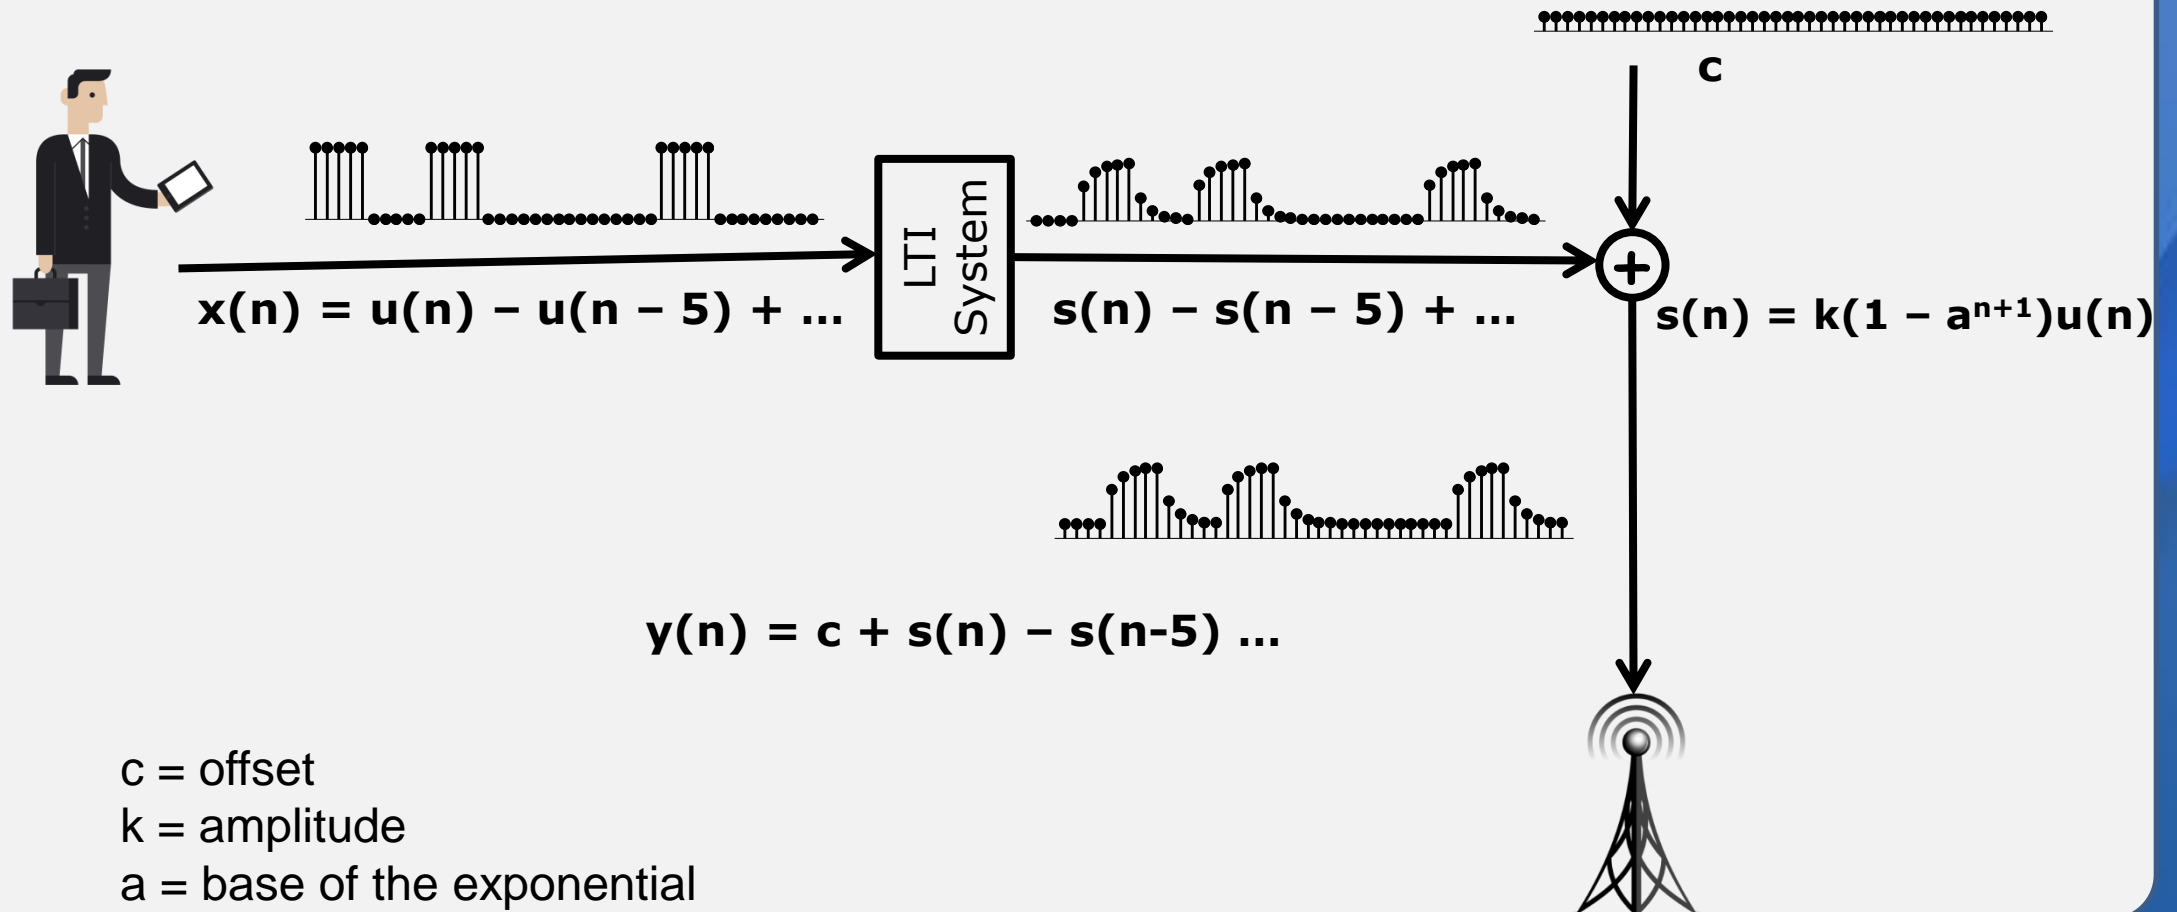 c
LTI
System
x(n) = u(n) – u(n – 5) + …
s(n) – s(n – 5) + …
+
s(n) = k(1 – aⁿ⁺¹)u(n)
y(n) = c + s(n) – s(n-5) …
c = offset
k = amplitude
a = base of the exponential